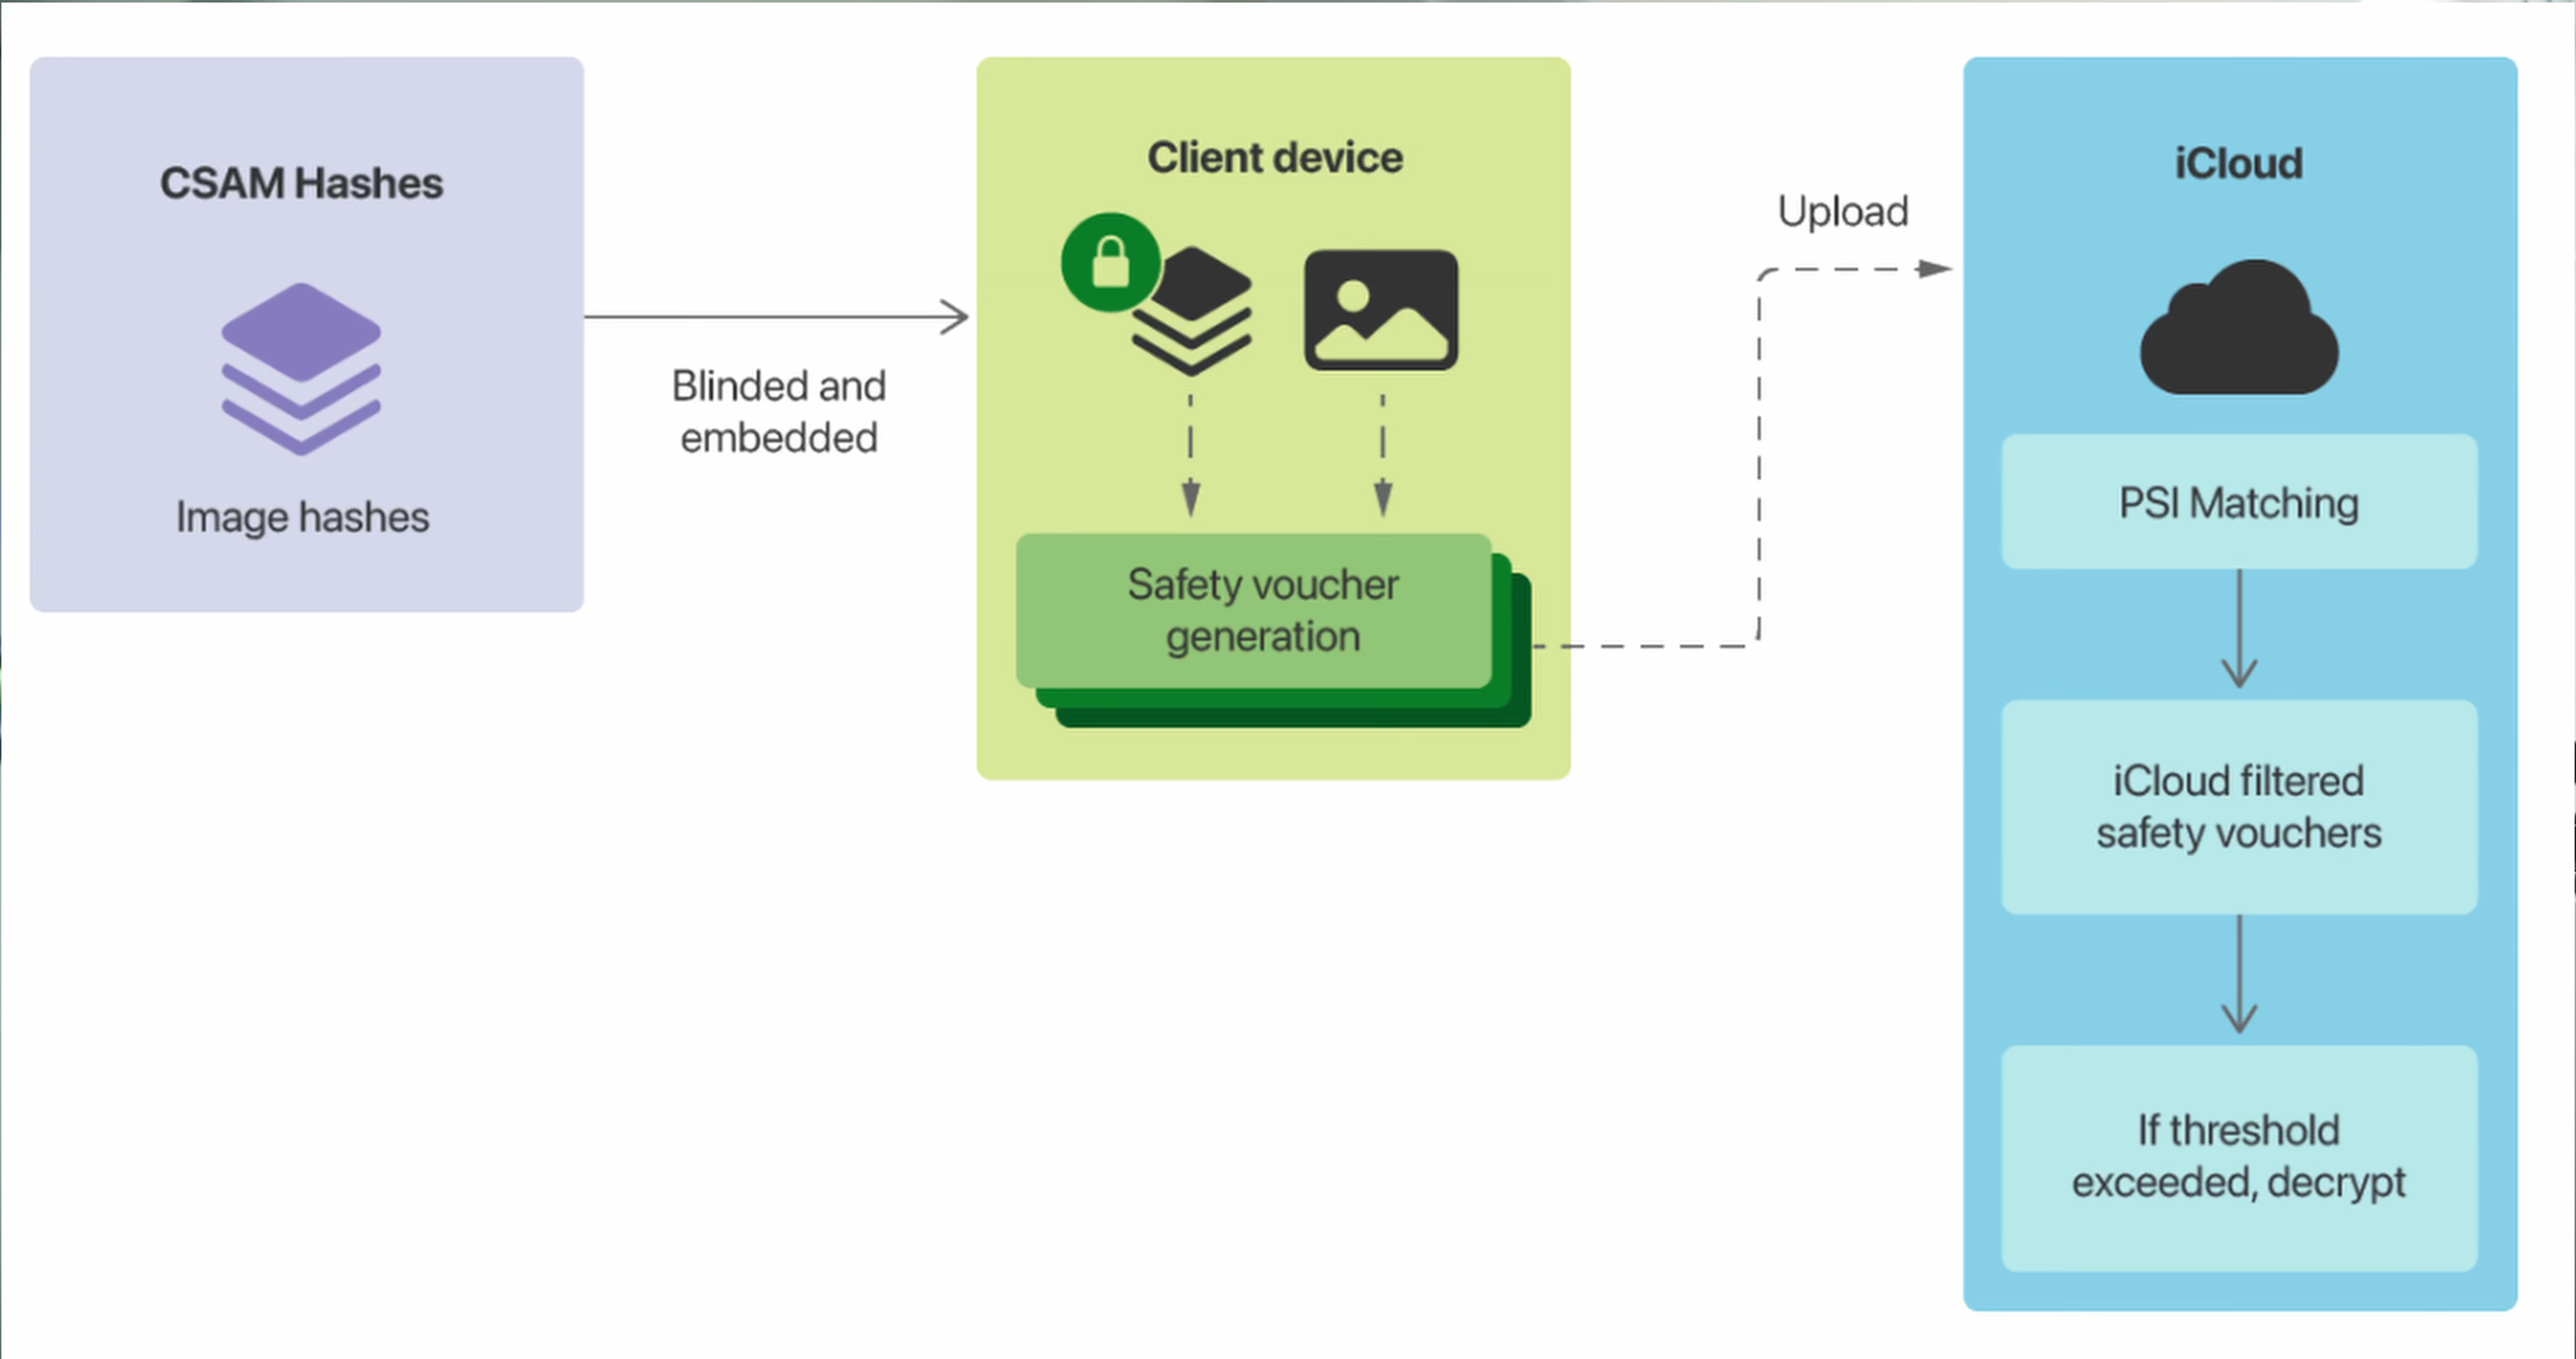 CSAM Hashes
Image hashes
Blinded and
embedded
Client device
Safety voucher
generation
Upload
iCloud
PSI Matching
iCloud filtered
safety vouchers
If threshold
exceeded, decrypt